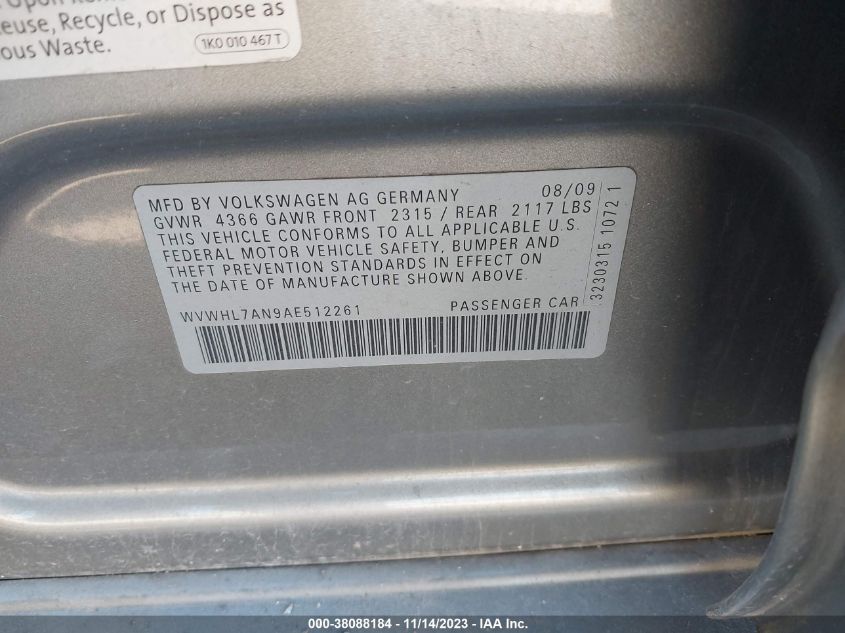 Reuse, Recycle, or Dispose as
ous Waste.
1K0 010 467 T
MFD BY VOLKSWAGEN AG GERMANY 08/09
GVWR 4366 GAWR FRONT 2315 / REAR 2117 LBS
THIS VEHICLE CONFORMS TO ALL APPLICABLE U.S.
FEDERAL MOTOR VEHICLE SAFETY, BUMPER AND
THEFT PREVENTION STANDARDS IN EFFECT ON
THE DATE OF MANUFACTURE SHOWN ABOVE.
WVWHL7AN9AE512261 PASSENGER CAR
3230315 1072 1
000-38088184 - 11/14/2023 - IAA Inc.